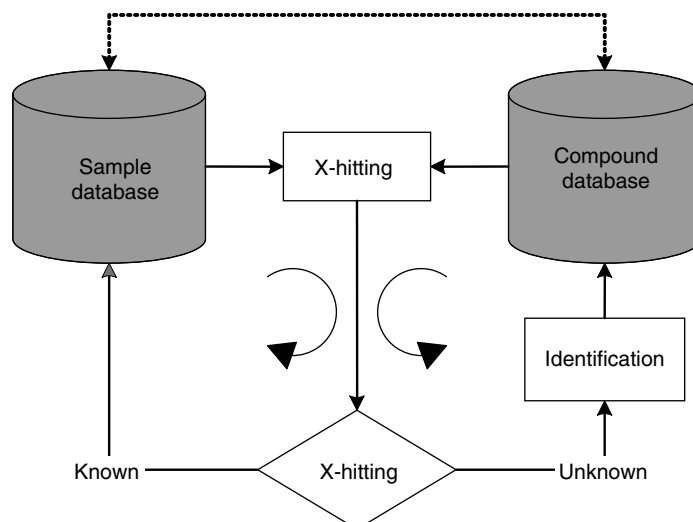 Sample
database
X-hitting
Compound
database
Identification
Known
X-hitting
Unknown